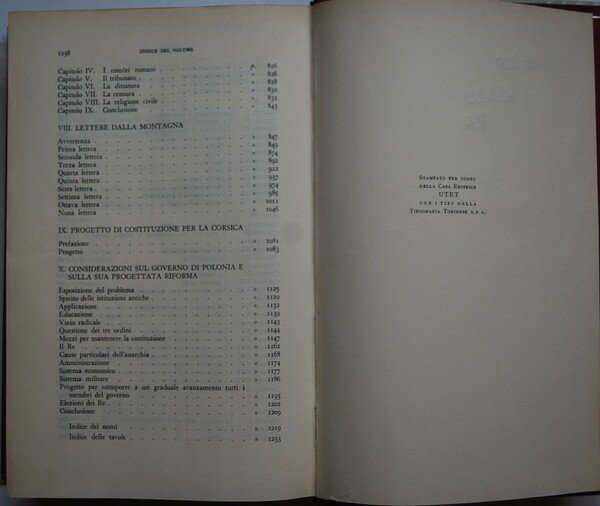 1238 INDICE DEL VOLUME
Capitolo IV. I comizi romani p. 816
Capitolo V. Il tribunato » 826
Capitolo VI. La dittatura » 828
Capitolo VII. La censura » 832
Capitolo VIII. La religione civile » 832
Capitolo IX. Conclusione » 843
VIII. LETTERE DALLA MONTAGNA
Avvertenza » 847
Prima lettera » 849
Seconda lettera » 874
Terza lettera » 892
Quarta lettera » 922
Quinta lettera » 937
Sesta lettera » 974
Settima lettera » 985
Ottava lettera » 1011
Nona lettera » 1046
IX. PROGETTO DI COSTITUZIONE PER LA CORSICA
Prefazione » 1081
Progetto » 1083
X. CONSIDERAZIONI SUL GOVERNO DI POLONIA E
SULLA SUA PROGETTATA RIFORMA
Esposizione del problema » 1125
Spirito delle istituzioni antiche » 1129
Applicazione » 1132
Educazione » 1139
Vizio radicale » 1143
Questione dei tre ordini » 1144
Mezzi per mantenere la costituzione » 1147
Il Re » 1162
Cause particolari dell'anarchia » 1168
Amministrazione » 1174
Sistema economico » 1177
Sistema militare » 1186
Progetto per sottoporre a un graduale avanzamento tutti i
membri del governo » 1193
Elezioni dei Re » 1202
Conclusione » 1209
Indice dei nomi » 1219
Indice delle tavole » 1233
STAMPATO PER CONTO
DELLA CASA EDITRICE
UTET
CON I TIPI DELLA
TIPOGRAFIA TORINESE S.P.A.